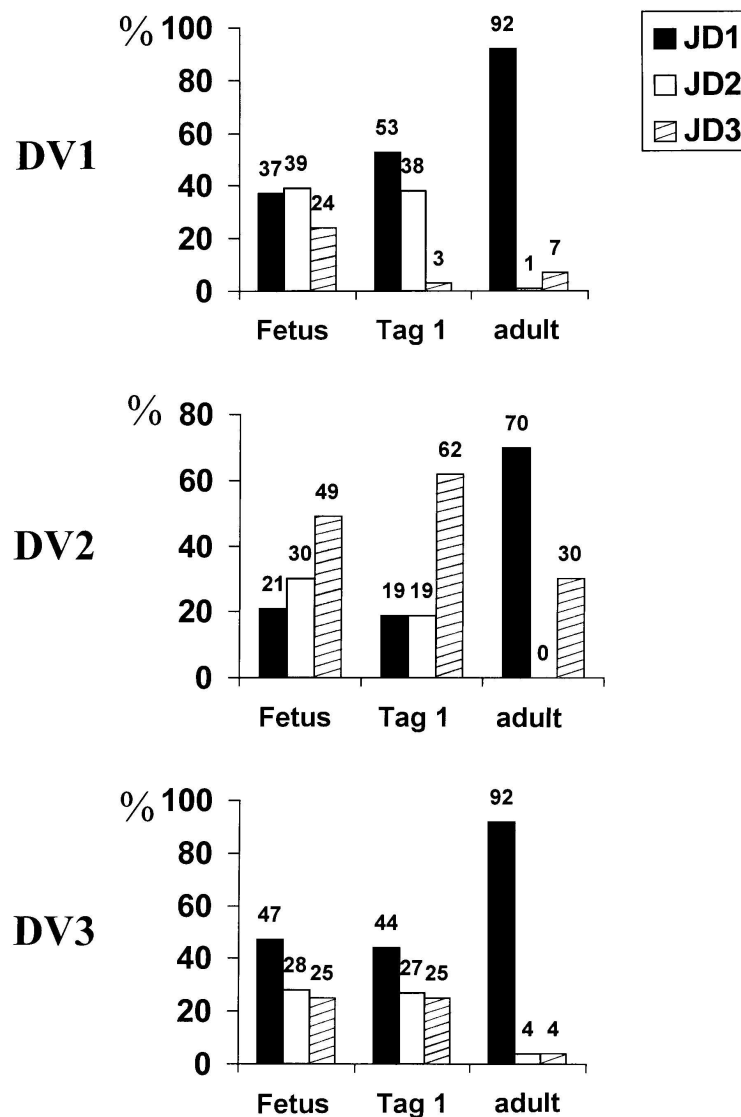 % 100
80
60
40
20
0
DV1
37 39 24
53 38 3
92 1 7
Fetus Tag 1 adult
JD1
JD2
JD3
% 80
60
40
20
0
DV2
21 30 49
19 19 62
70 0 30
Fetus Tag 1 adult
% 100
80
60
40
20
0
DV3
47 28 25
44 27 25
92 4 4
Fetus Tag 1 adult